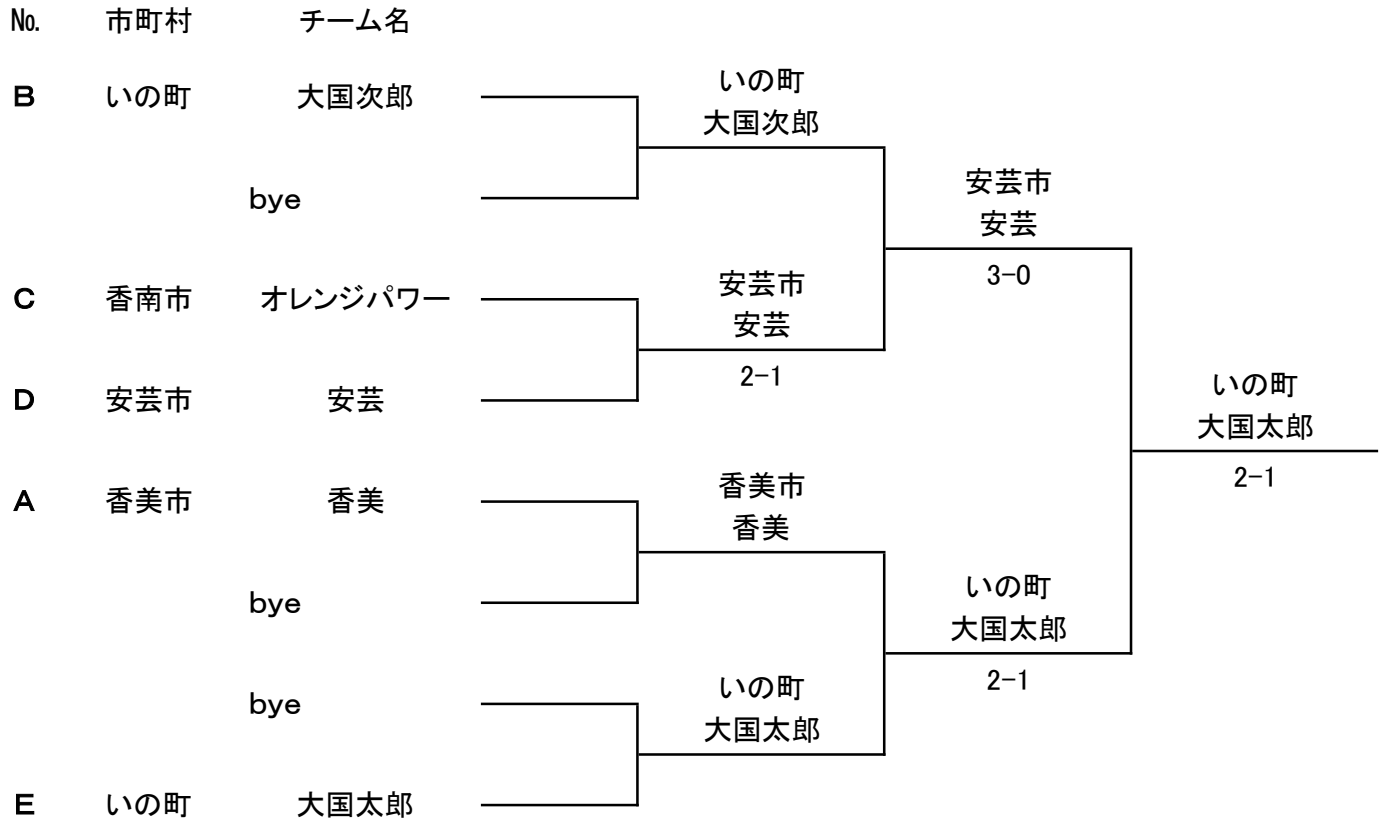 № 市町村 チーム名
B いの町 大国次郎
いの町
大国次郎
bye
安芸市
安芸
3-0
C 香南市 オレンジパワー
安芸市
安芸
2-1
D 安芸市 安芸
いの町
大国太郎
2-1
A 香美市 香美
香美市
香美
bye
いの町
大国太郎
2-1
bye
いの町
大国太郎
E いの町 大国太郎